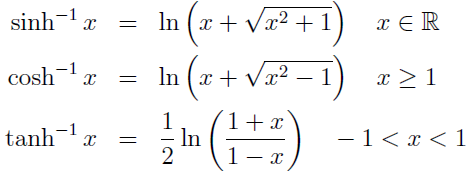 sinh⁻¹ x = ln(x + √(x² + 1)) x ∈ ℝ
cosh⁻¹ x = ln(x + √(x² − 1)) x ≥ 1
tanh⁻¹ x = 1/2 ln((1 + x)/(1 − x)) − 1 < x < 1